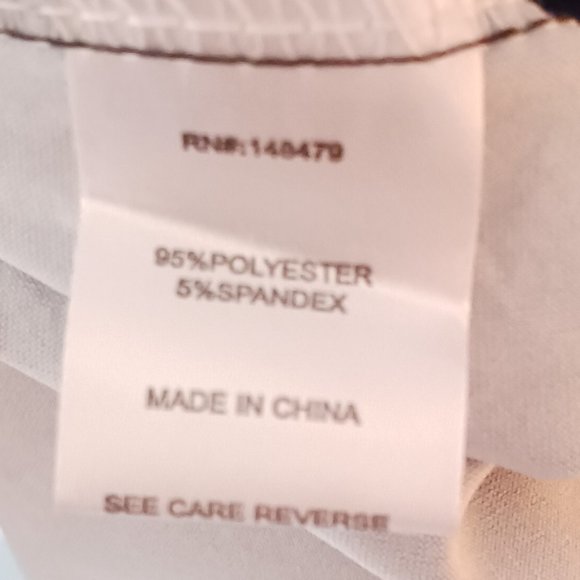 RN#:148479
95%POLYESTER
5%SPANDEX
MADE IN CHINA
SEE CARE REVERSE